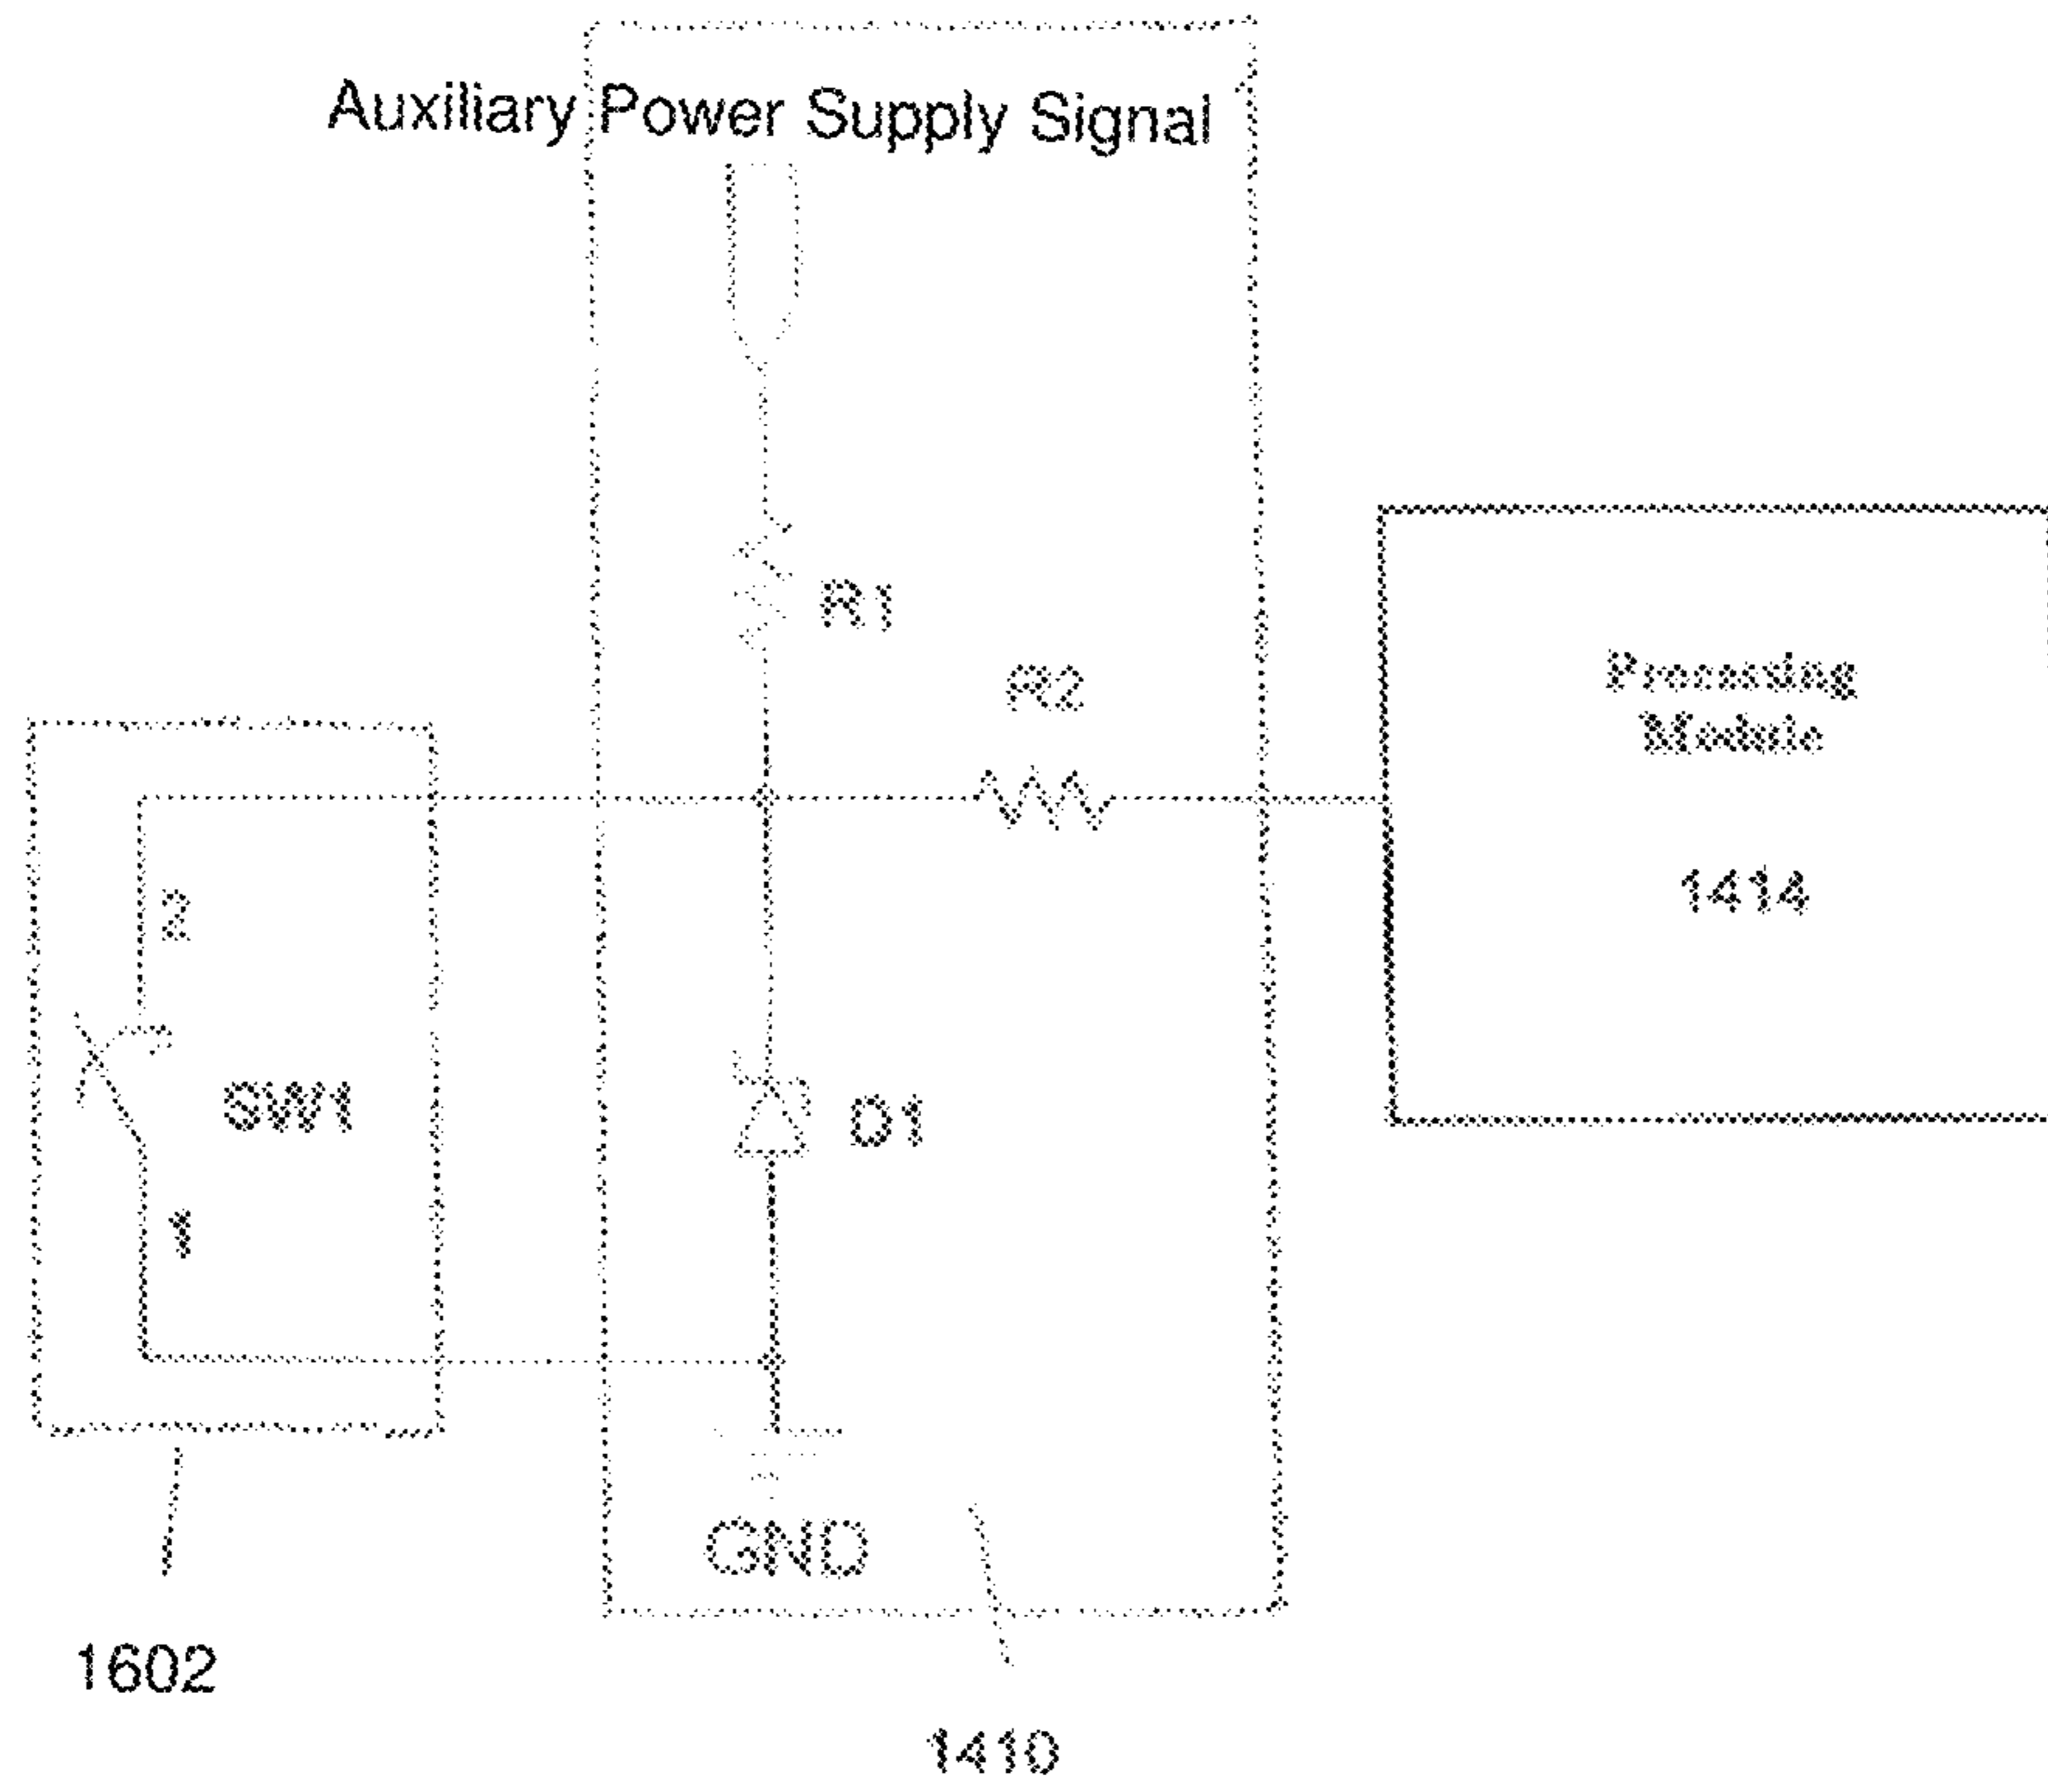 Auxiliary Power Supply Signal
R1
R2
Processing
Module
1414
2
SW1
D1
1
GND
1602
1410